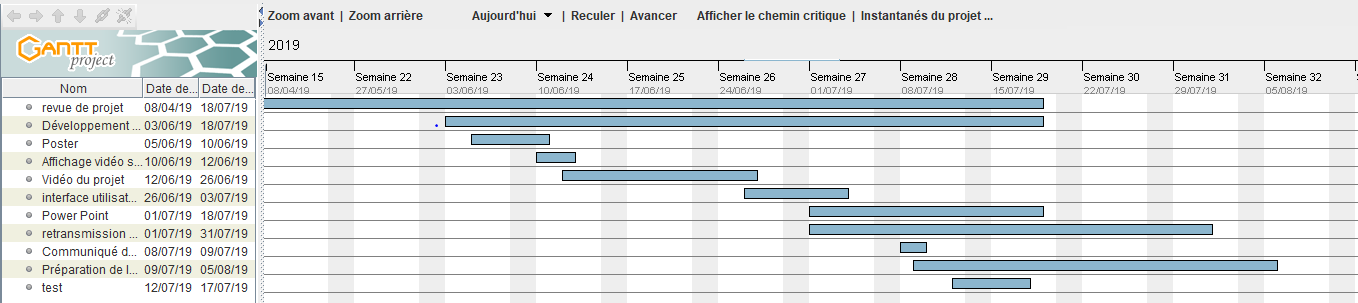 Zoom avant | Zoom arrière Aujourd'hui | Reculer | Avancer Afficher le chemin critique | Instantanés du projet ...
GANTT project
2019
Semaine 15 Semaine 22 Semaine 23 Semaine 24 Semaine 25 Semaine 26 Semaine 27 Semaine 28 Semaine 29 Semaine 30 Semaine 31 Semaine 32
Nom Date de... Date de...
08/04/19 27/05/19 03/06/19 10/06/19 17/06/19 24/06/19 01/07/19 08/07/19 15/07/19 22/07/19 29/07/19 05/08/19
revue de projet 08/04/19 18/07/19
Développement ... 03/06/19 18/07/19
Poster 05/06/19 10/06/19
Affichage vidéo s... 10/06/19 12/06/19
Vidéo du projet 12/06/19 26/06/19
interface utilisat... 26/06/19 03/07/19
Power Point 01/07/19 18/07/19
retransmission ... 01/07/19 31/07/19
Communiqué d... 08/07/19 09/07/19
Préparation de l... 09/07/19 05/08/19
test 12/07/19 17/07/19